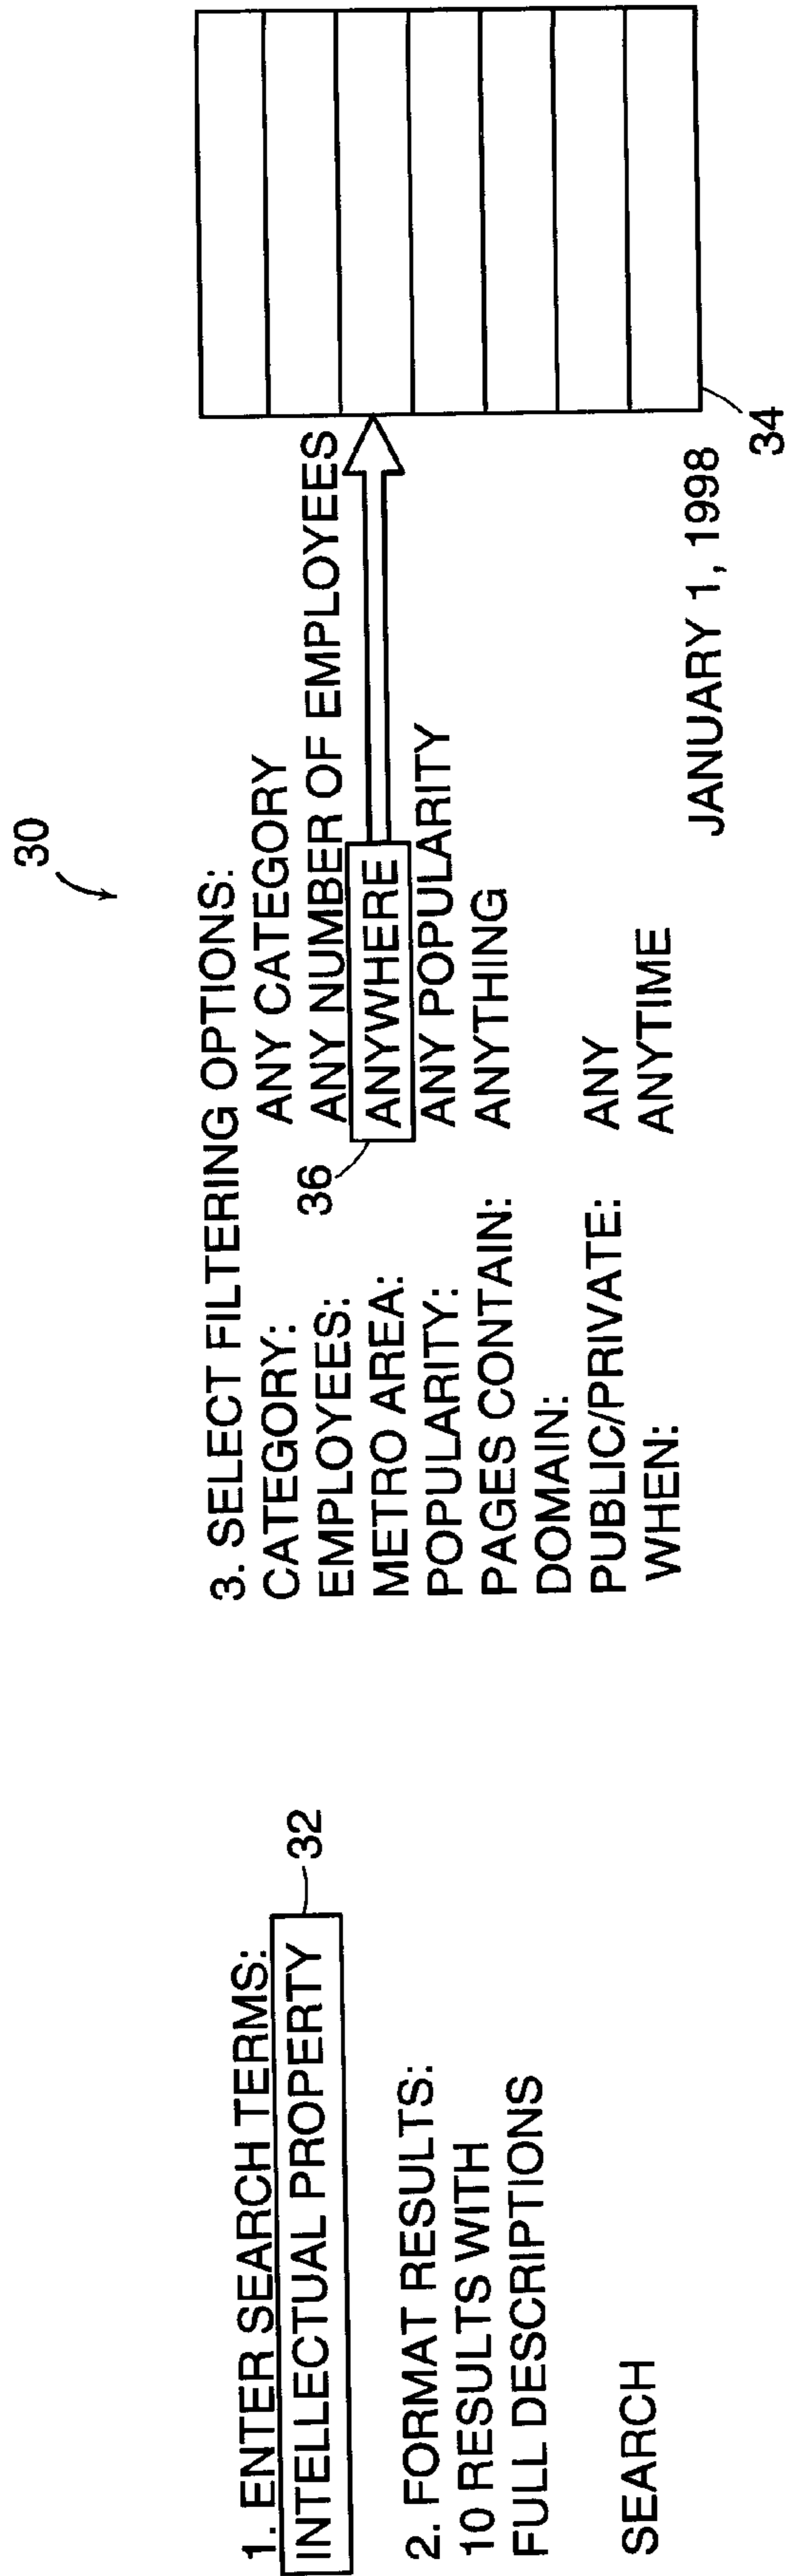 30
1. ENTER SEARCH TERMS:
INTELLECTUAL PROPERTY
32
2. FORMAT RESULTS:
10 RESULTS WITH
FULL DESCRIPTIONS
SEARCH
3. SELECT FILTERING OPTIONS:
CATEGORY: ANY CATEGORY
EMPLOYEES: ANY NUMBER OF EMPLOYEES
36
METRO AREA: ANYWHERE
POPULARITY: ANY POPULARITY
PAGES CONTAIN: ANYTHING
DOMAIN:
PUBLIC/PRIVATE: ANY
WHEN: ANYTIME
JANUARY 1, 1998
34